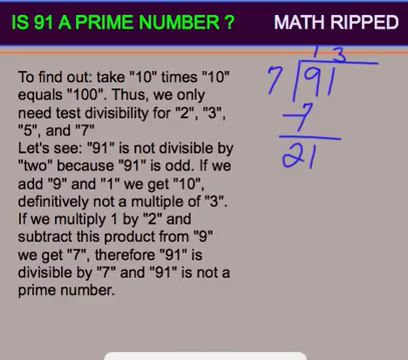 IS 91 A PRIME NUMBER ? MATH RIPPED
To find out: take "10" times "10"
equals "100". Thus, we only
need test divisibility for "2", "3",
"5", and "7"
Let's see: "91" is not divisible by
"two" because "91" is odd. If we
add "9" and "1" we get "10",
definitively not a multiple of "3".
If we multiply 1 by "2" and
subtract this product from "9"
we get "7", therefore "91" is
divisible by "7" and "91" is not a
prime number.
13
7 91
-7
21